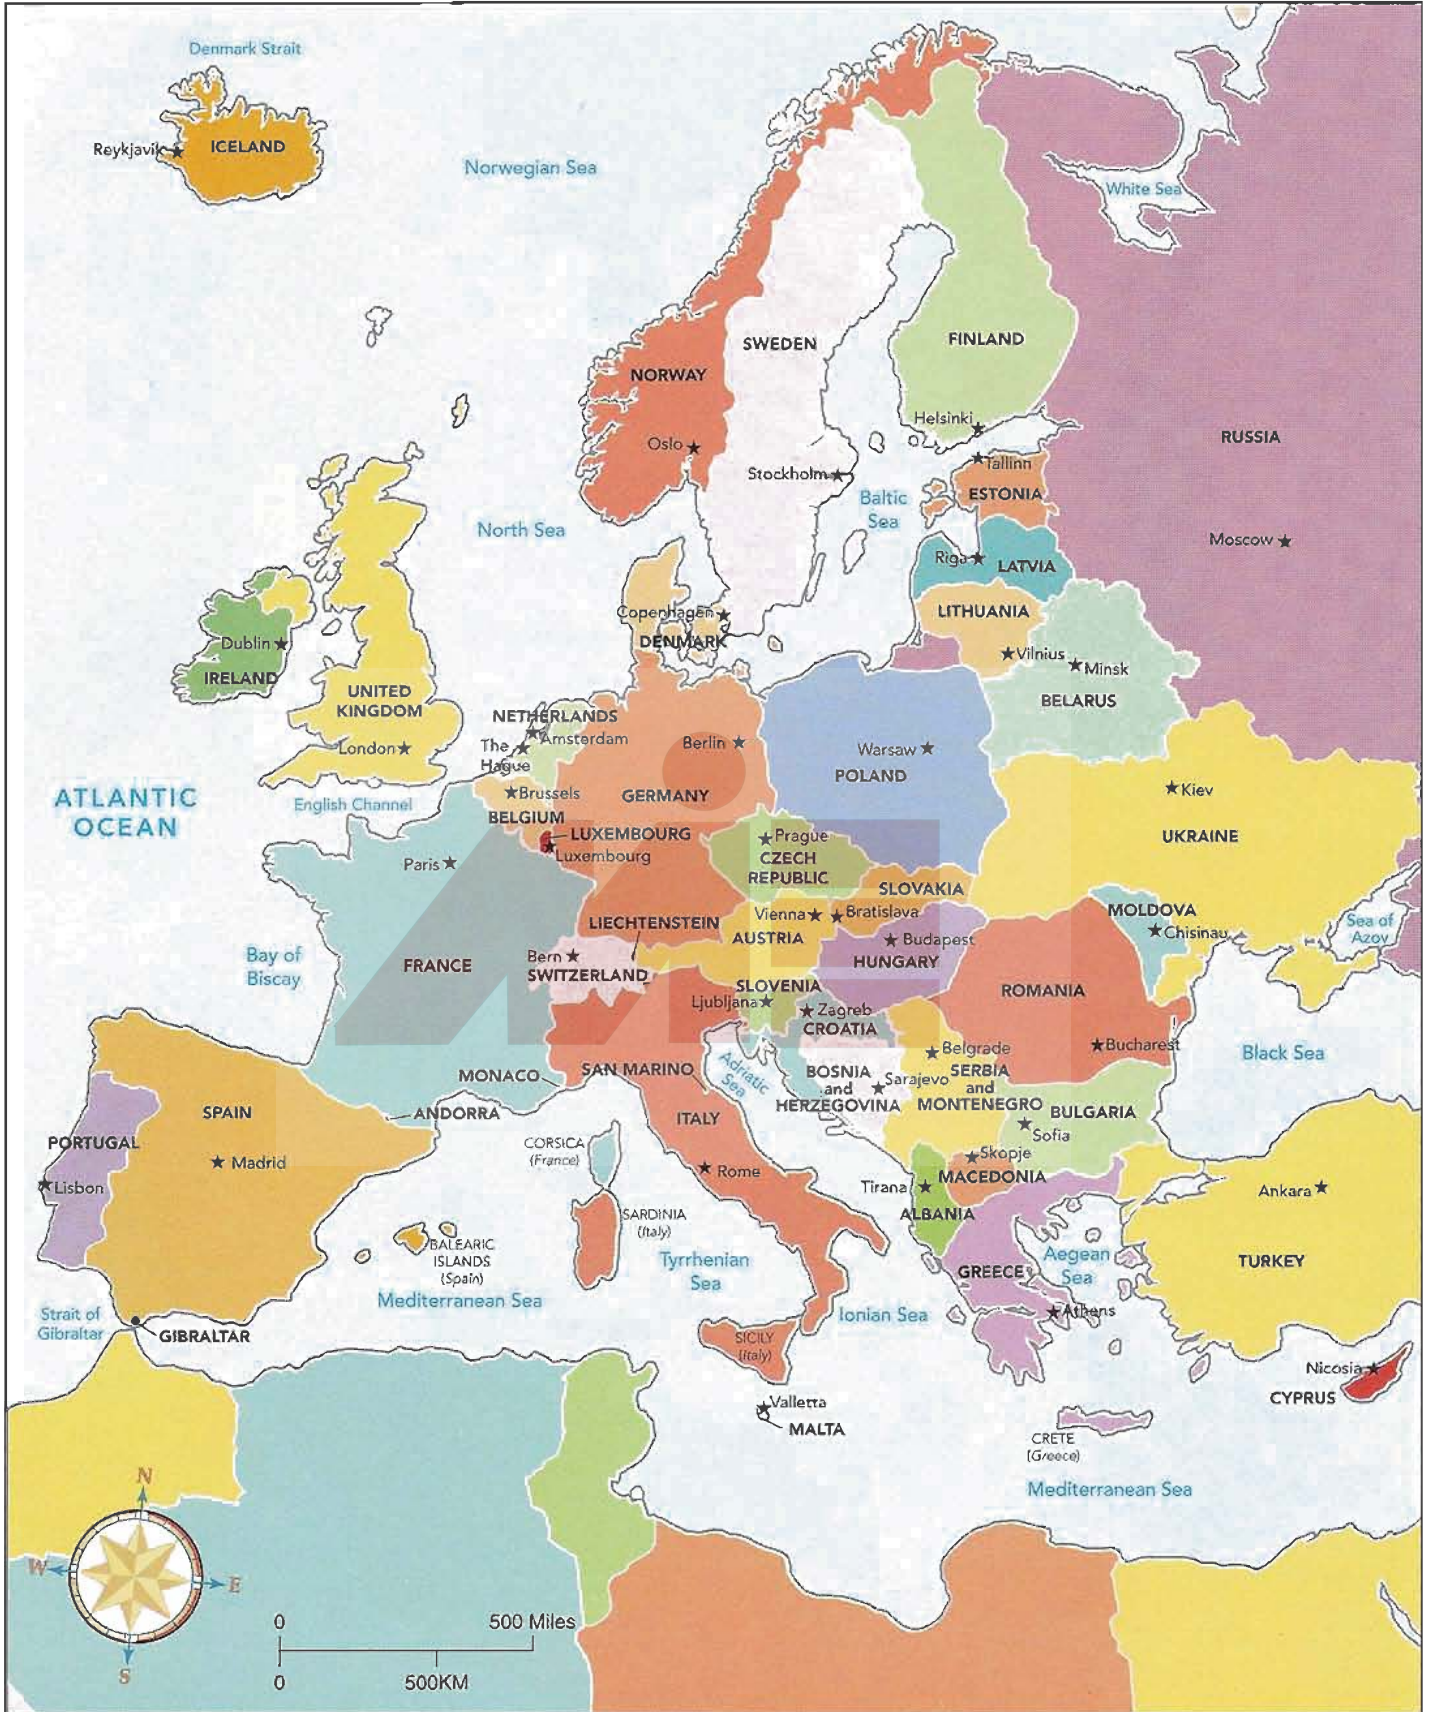 Denmark Strait
Reykjavik
ICELAND
Norwegian Sea
White Sea
SWEDEN
FINLAND
NORWAY
Helsinki
RUSSIA
Oslo
Stockholm
Tallinn
ESTONIA
Baltic
Sea
North Sea
Moscow
Riga
LATVIA
Copenhagen
LITHUANIA
DENMARK
Dublin
Vilnius
Minsk
IRELAND
UNITED
KINGDOM
BELARUS
NETHERLANDS
Amsterdam
The
Hague
London
Berlin
Warsaw
POLAND
ATLANTIC
OCEAN
English Channel
Brussels
BELGIUM
GERMANY
Kiev
UKRAINE
LUXEMBOURG
Luxembourg
Paris
Prague
CZECH
REPUBLIC
SLOVAKIA
LIECHTENSTEIN
Vienna
Bratislava
MOLDOVA
Chisinau
Sea of
Azov
AUSTRIA
Budapest
HUNGARY
Bay of
Biscay
FRANCE
Bern
SWITZERLAND
SLOVENIA
Ljubljana
Zagreb
CROATIA
ROMANIA
Bucharest
Black Sea
Belgrade
SERBIA
and
MONTENEGRO
BOSNIA
and
HERZEGOVINA
Sarajevo
Adriatic
Sea
SAN MARINO
MONACO
ANDORRA
ITALY
BULGARIA
Sofia
SPAIN
PORTUGAL
Madrid
Lisbon
CORSICA
(France)
Rome
Skopje
MACEDONIA
Tirana
ALBANIA
Ankara
SARDINIA
(Italy)
BALEARIC
ISLANDS
(Spain)
Tyrrhenian
Sea
Aegean
Sea
GREECE
TURKEY
Mediterranean Sea
Ionian Sea
Athens
Strait of
Gibraltar
GIBRALTAR
SICILY
(Italy)
Nicosia
CYPRUS
Valletta
MALTA
CRETE
(Greece)
Mediterranean Sea
N
W
E
S
0
500 Miles
0
500KM